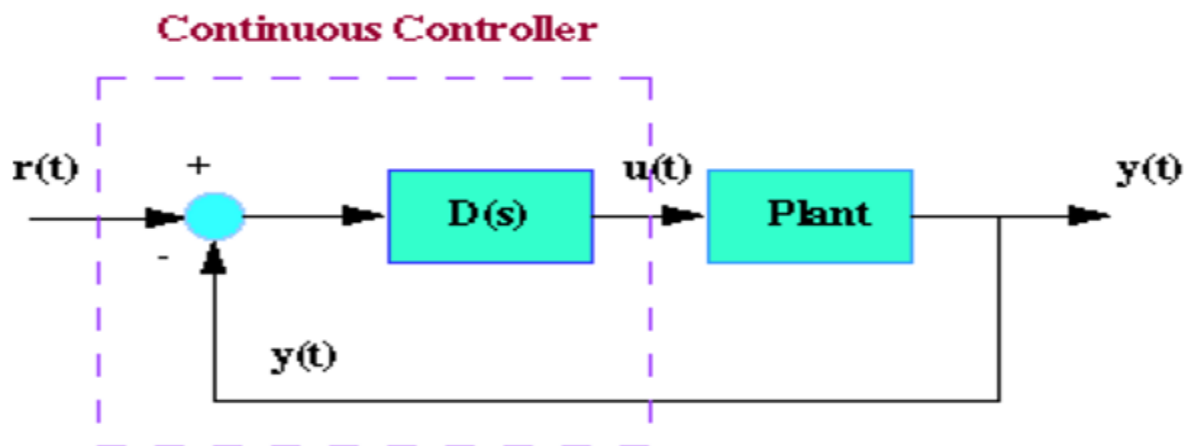 Continuous Controller
r(t)
+
D(s)
u(t)
Plant
y(t)
-
y(t)